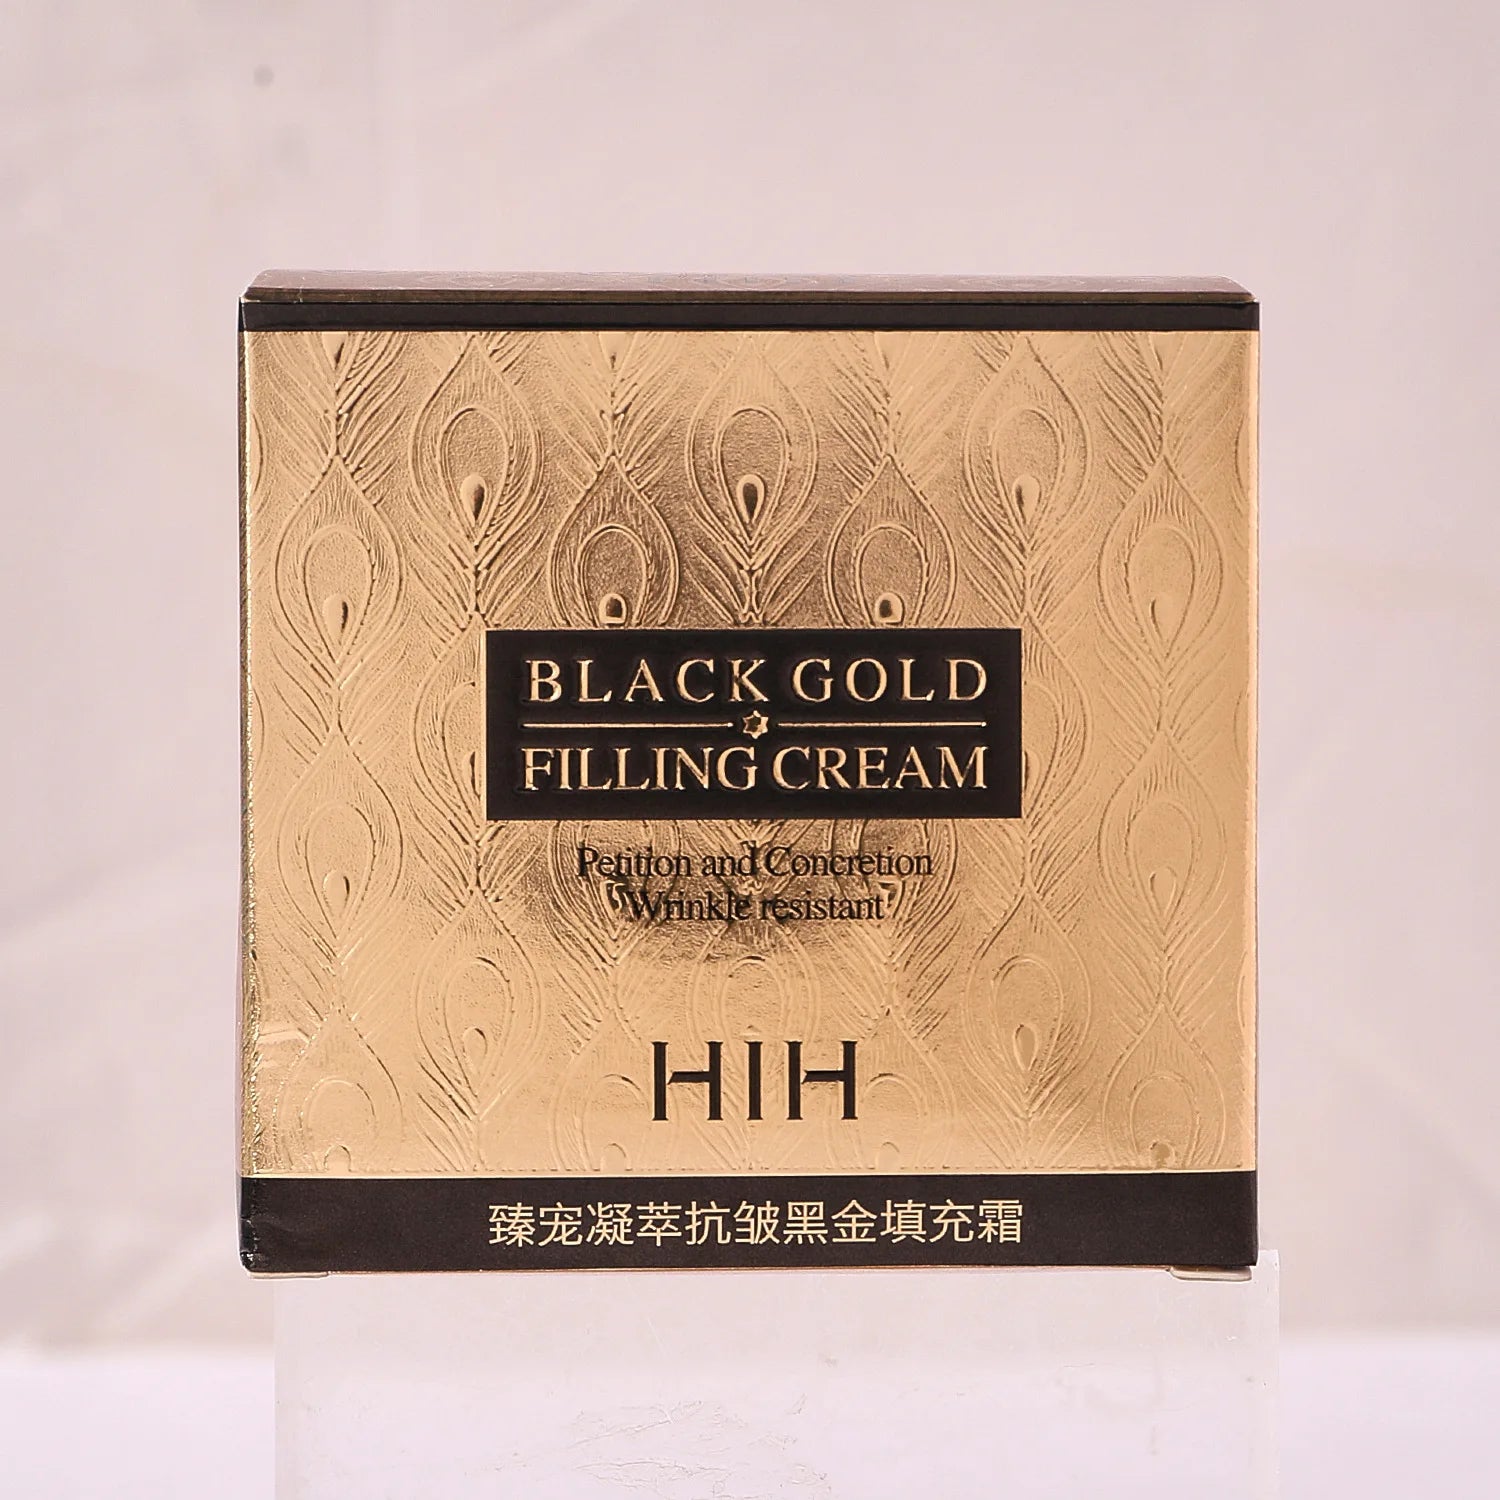 BLACK GOLD
FILLING CREAM
Petition and Concretion
Wrinkle resistant
HIH
臻宠凝萃抗皱黑金填充霜